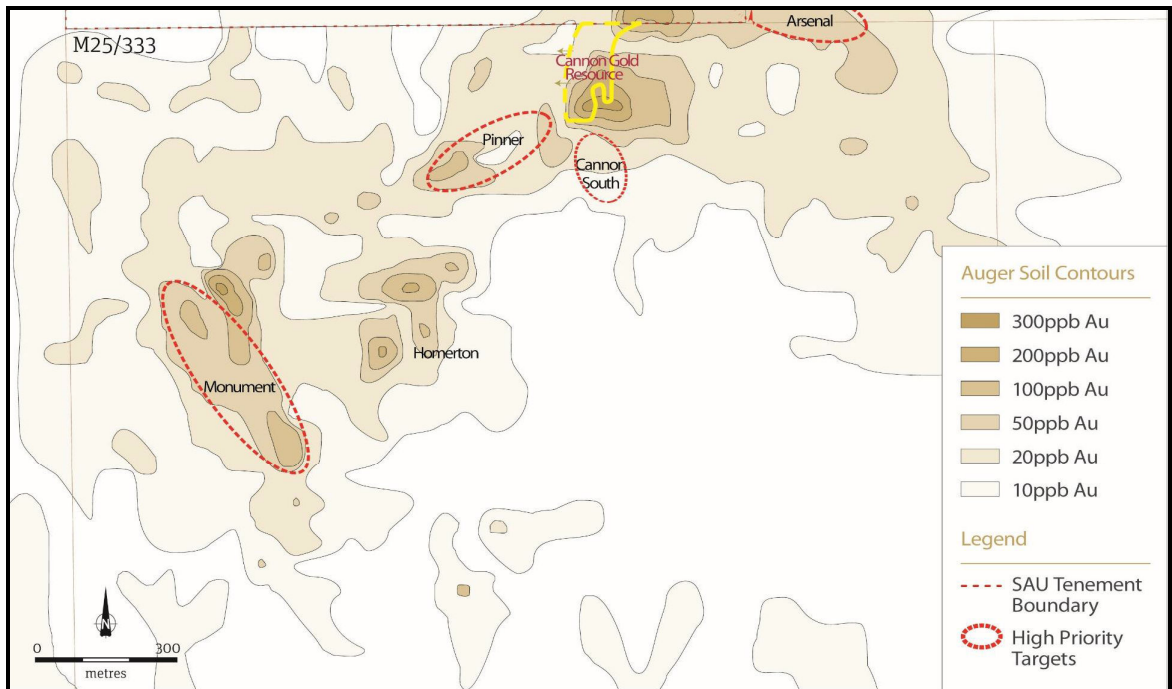 M25/333
Arsenal
Cannon Gold
Resource
Pinner
Cannon
South
Homerton
Monument
Auger Soil Contours
300ppb Au
200ppb Au
100ppb Au
50ppb Au
20ppb Au
10ppb Au
Legend
SAU Tenement
Boundary
High Priority
Targets
N
0 300
metres